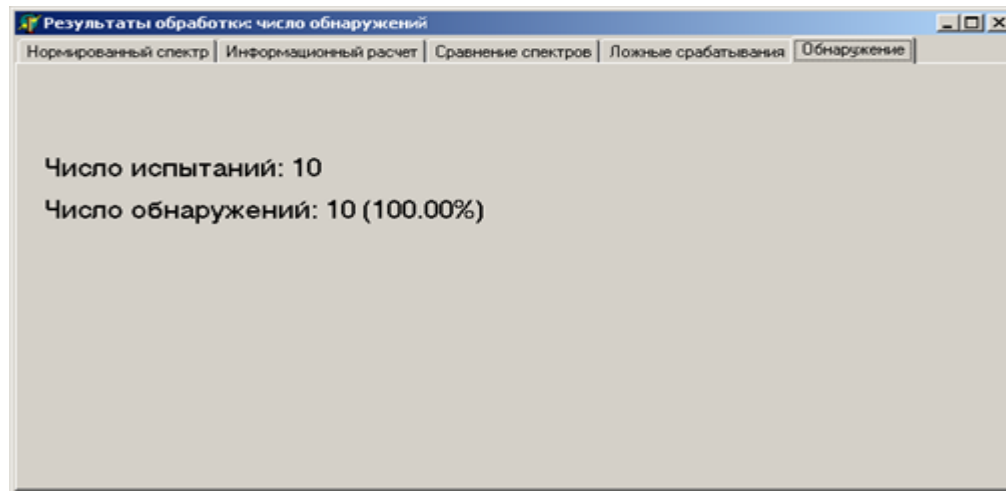 Результаты обработки: число обнаружений
Нормированный спектр Информационный расчет Сравнение спектров Ложные срабатывания Обнаружение
Число испытаний: 10
Число обнаружений: 10 (100.00%)